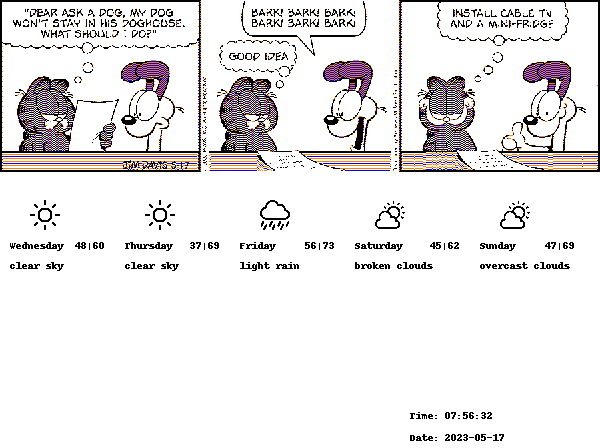 "DEAR ASK A DOG, MY DOG
WON'T STAY IN HIS DOGHOUSE.
WHAT SHOULD I DO?"
JIM DAVIS 5-17
BARK! BARK! BARK!
BARK! BARK! BARK!
GOOD IDEA
INSTALL CABLE TV
AND A MINI-FRIDGE
Wednesday 48|60
clear sky
Thursday 37|69
clear sky
Friday 56|73
light rain
Saturday 45|62
broken clouds
Sunday 47|69
overcast clouds
Time: 07:56:32
Date: 2023-05-17